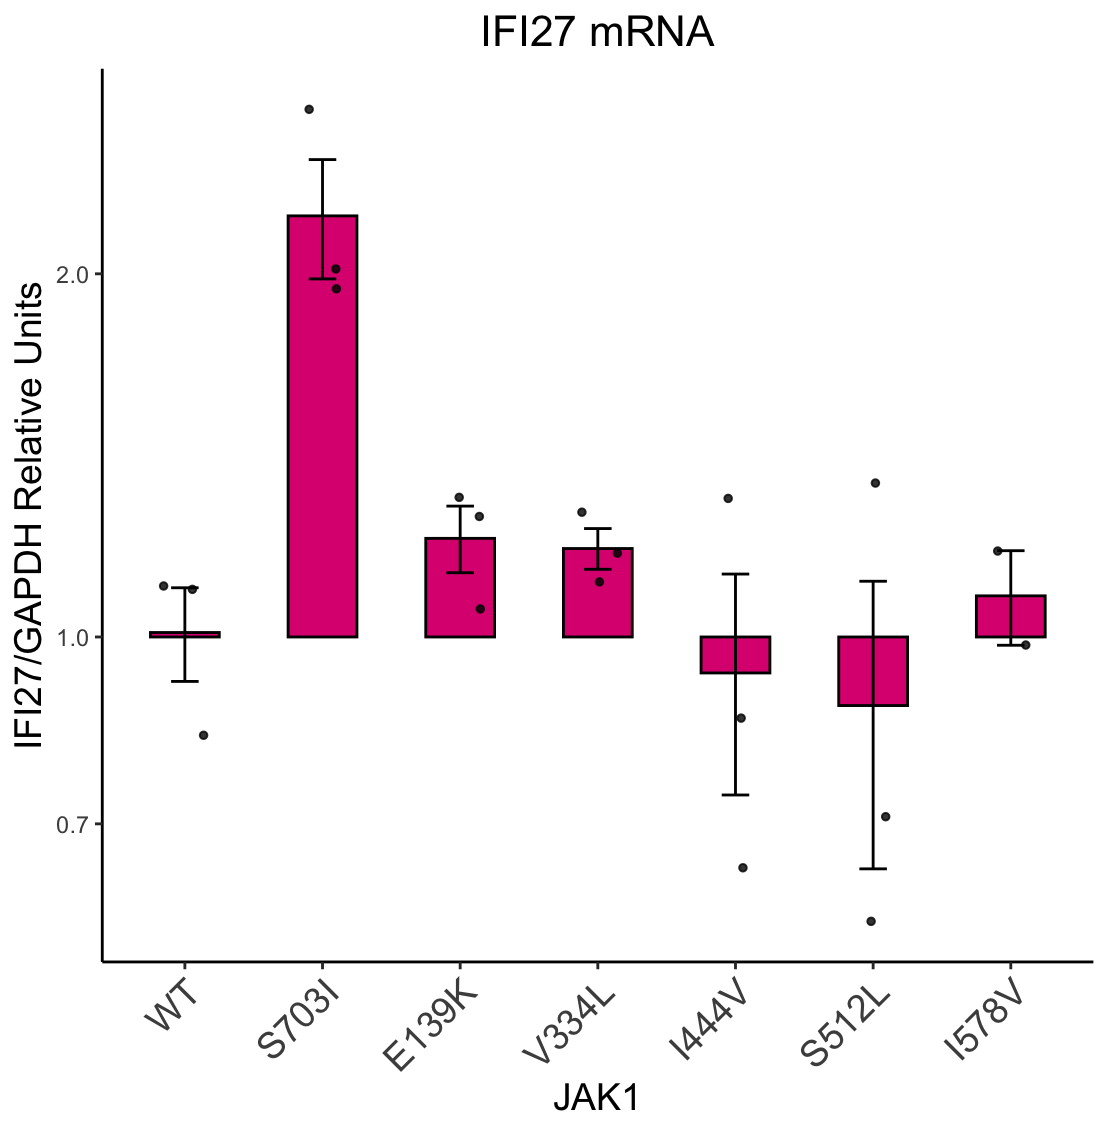 IFI27 mRNA
IFI27/GAPDH Relative Units
2.0
1.0
0.7
WT
S703I
E139K
V334L
I444V
S512L
I578V
JAK1